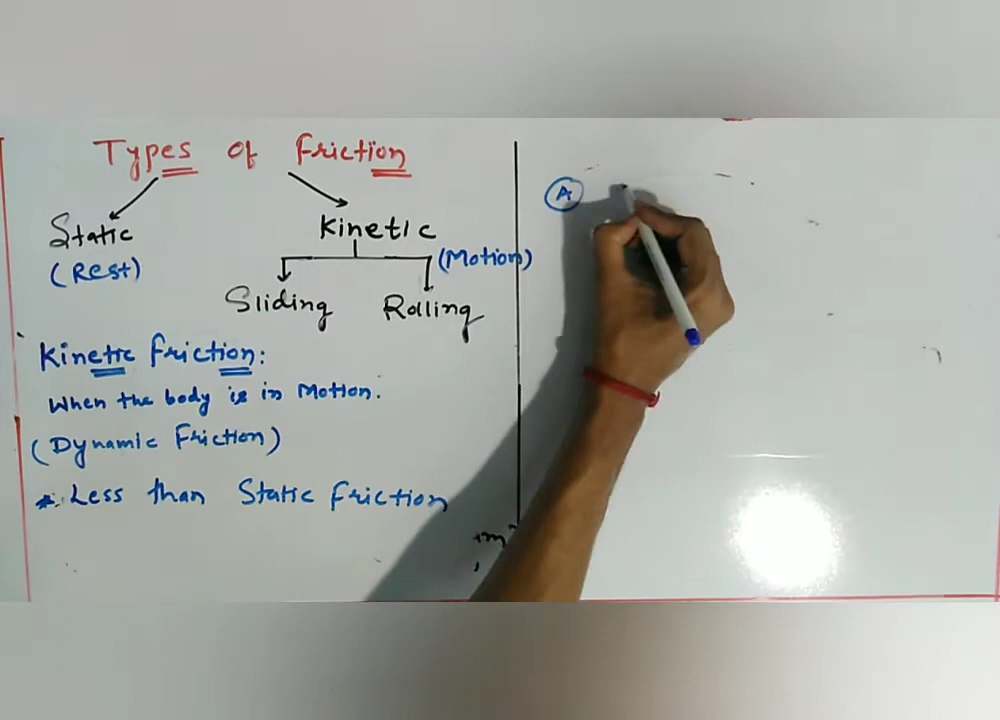 Types of Friction
Static Kinetic
(Rest) (Motion)
Sliding Rolling
Kinetic Friction:
When the body is in Motion.
(Dynamic Friction)
* Less than Static Friction
A